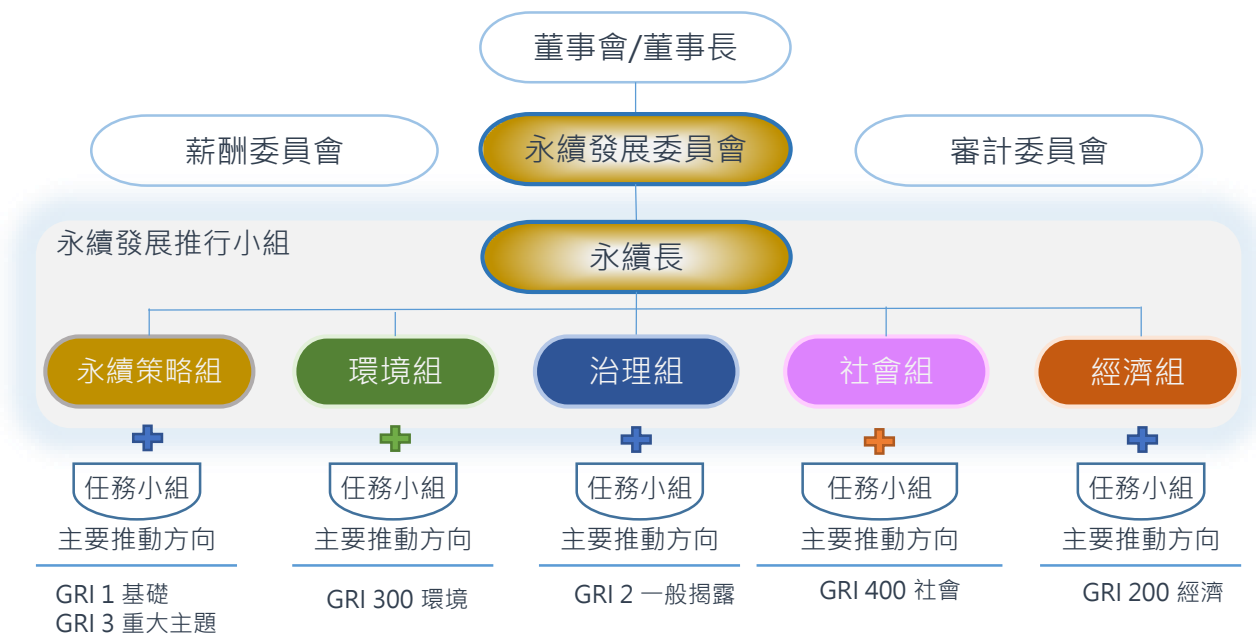 董事會/董事長
薪酬委員會
永續發展委員會
審計委員會
永續發展推行小組
永續長
永續策略組
環境組
治理組
社會組
經濟組
任務小組
任務小組
任務小組
任務小組
任務小組
主要推動方向
主要推動方向
主要推動方向
主要推動方向
主要推動方向
GRI 1 基礎
GRI 3 重大主題
GRI 300 環境
GRI 2 一般揭露
GRI 400 社會
GRI 200 經濟